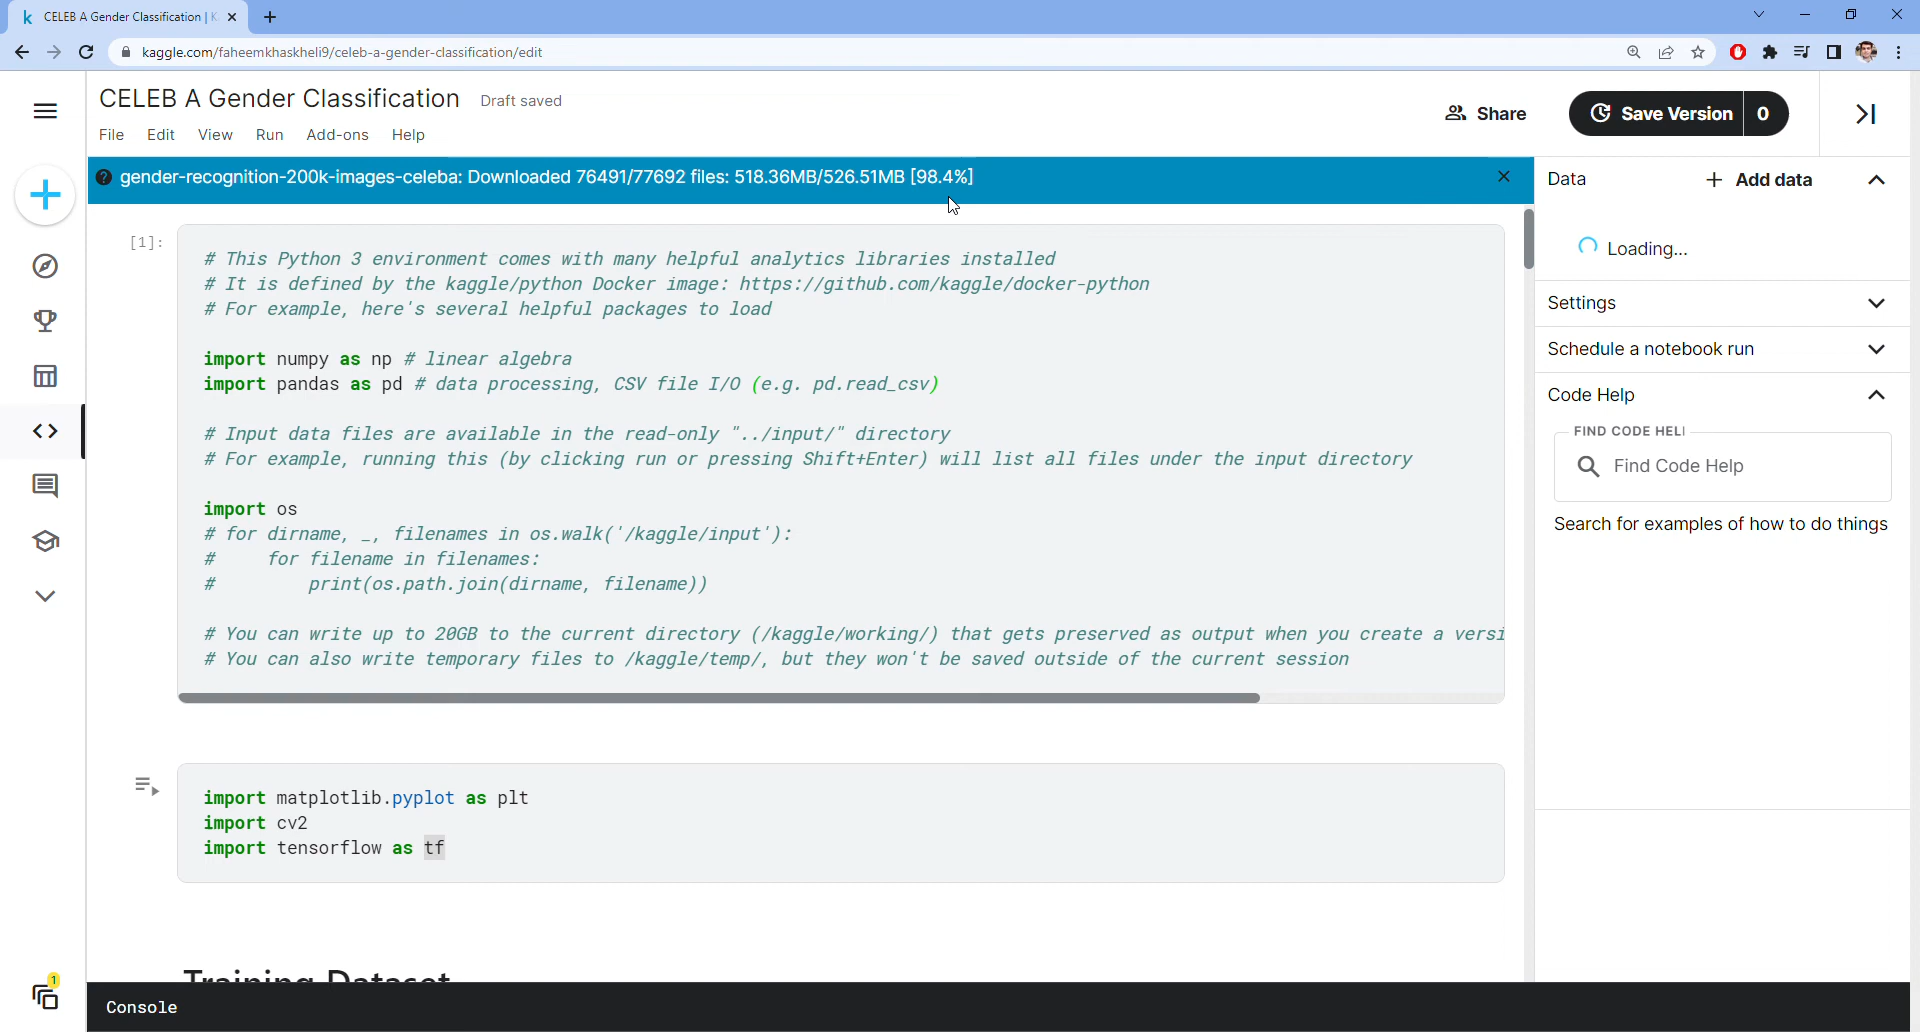 CELEB A Gender Classification | K
kaggle.com/faheemkhaskheli9/celeb-a-gender-classification/edit
CELEB A Gender Classification Draft saved
File Edit View Run Add-ons Help
Share
Save Version 0
gender-recognition-200k-images-celeba: Downloaded 76491/77692 files: 518.36MB/526.51MB [98.4%]
[1]:
# This Python 3 environment comes with many helpful analytics libraries installed
# It is defined by the kaggle/python Docker image: https://github.com/kaggle/docker-python
# For example, here's several helpful packages to load
import numpy as np # linear algebra
import pandas as pd # data processing, CSV file I/O (e.g. pd.read_csv)
# Input data files are available in the read-only "../input/" directory
# For example, running this (by clicking run or pressing Shift+Enter) will list all files under the input directory
import os
# for dirname, _, filenames in os.walk('/kaggle/input'):
#     for filename in filenames:
#         print(os.path.join(dirname, filename))
# You can write up to 20GB to the current directory (/kaggle/working/) that gets preserved as output when you create a versi
# You can also write temporary files to /kaggle/temp/, but they won't be saved outside of the current session
import matplotlib.pyplot as plt
import cv2
import tensorflow as tf
Training Dataset
Data
+ Add data
Loading...
Settings
Schedule a notebook run
Code Help
FIND CODE HELI
Find Code Help
Search for examples of how to do things
1
Console